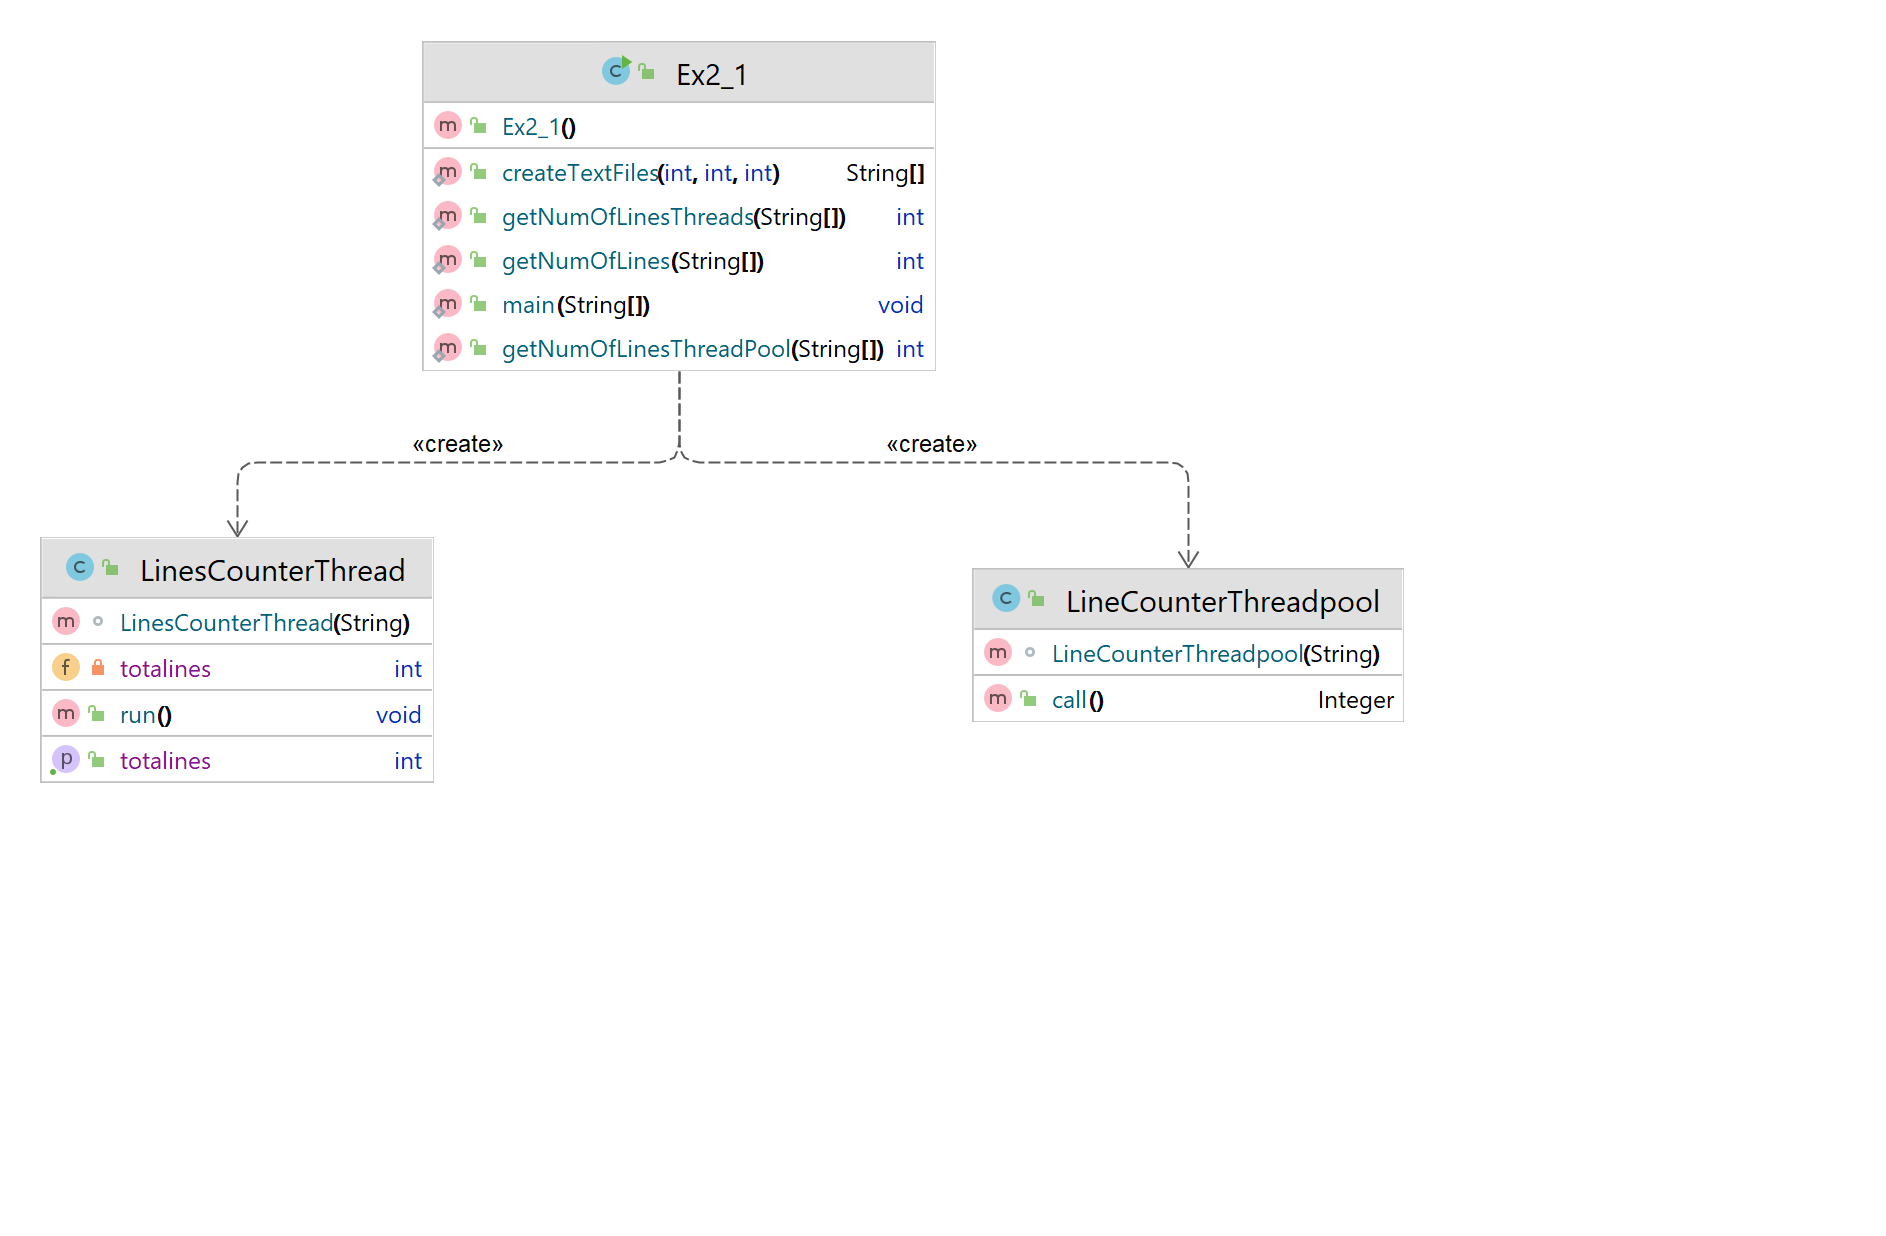 Ex2_1
Ex2_1()
createTextFiles(int, int, int) String[]
getNumOfLinesThreads(String[]) int
getNumOfLines(String[]) int
main(String[]) void
getNumOfLinesThreadPool(String[]) int
«create» «create»
LinesCounterThread
LinesCounterThread(String)
totalines int
run() void
totalines int
LineCounterThreadpool
LineCounterThreadpool(String)
call() Integer